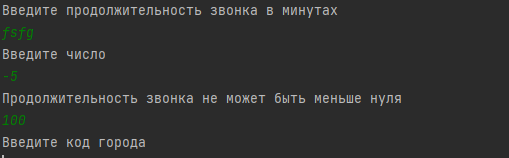 Введите продолжительность звонка в минутах
fsfg
Введите число
-5
Продолжительность звонка не может быть меньше нуля
100
Введите код города